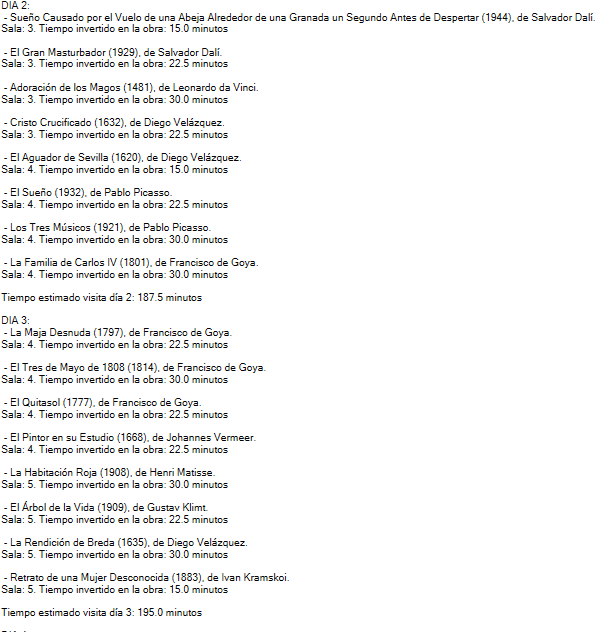 DIA 2:
- Sueño Causado por el Vuelo de una Abeja Alrededor de una Granada un Segundo Antes de Despertar (1944), de Salvador Dalí.
Sala: 3. Tiempo invertido en la obra: 15.0 minutos
- El Gran Masturbador (1929), de Salvador Dalí.
Sala: 3. Tiempo invertido en la obra: 22.5 minutos
- Adoración de los Magos (1481), de Leonardo da Vinci.
Sala: 3. Tiempo invertido en la obra: 30.0 minutos
- Cristo Crucificado (1632), de Diego Velázquez.
Sala: 3. Tiempo invertido en la obra: 22.5 minutos
- El Aguador de Sevilla (1620), de Diego Velázquez.
Sala: 4. Tiempo invertido en la obra: 15.0 minutos
- El Sueño (1932), de Pablo Picasso.
Sala: 4. Tiempo invertido en la obra: 22.5 minutos
- Los Tres Músicos (1921), de Pablo Picasso.
Sala: 4. Tiempo invertido en la obra: 30.0 minutos
- La Familia de Carlos IV (1801), de Francisco de Goya.
Sala: 4. Tiempo invertido en la obra: 30.0 minutos
Tiempo estimado visita día 2: 187.5 minutos
DIA 3:
- La Maja Desnuda (1797), de Francisco de Goya.
Sala: 4. Tiempo invertido en la obra: 22.5 minutos
- El Tres de Mayo de 1808 (1814), de Francisco de Goya.
Sala: 4. Tiempo invertido en la obra: 30.0 minutos
- El Quitasol (1777), de Francisco de Goya.
Sala: 4. Tiempo invertido en la obra: 22.5 minutos
- El Pintor en su Estudio (1668), de Johannes Vermeer.
Sala: 4. Tiempo invertido en la obra: 22.5 minutos
- La Habitación Roja (1908), de Henri Matisse.
Sala: 5. Tiempo invertido en la obra: 30.0 minutos
- El Árbol de la Vida (1909), de Gustav Klimt.
Sala: 5. Tiempo invertido en la obra: 22.5 minutos
- La Rendición de Breda (1635), de Diego Velázquez.
Sala: 5. Tiempo invertido en la obra: 30.0 minutos
- Retrato de una Mujer Desconocida (1883), de Ivan Kramskoi.
Sala: 5. Tiempo invertido en la obra: 15.0 minutos
Tiempo estimado visita día 3: 195.0 minutos